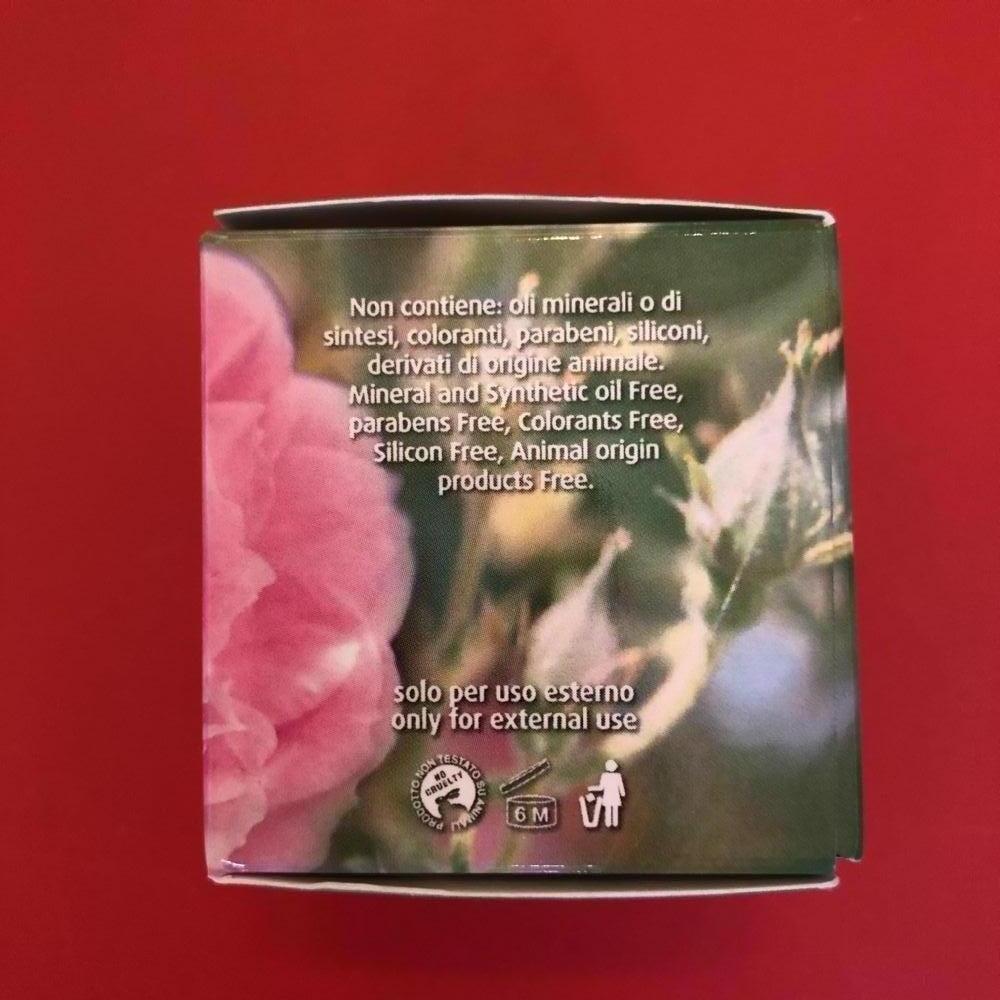 Non contiene: oli minerali o di
sintesi, coloranti, parabeni, siliconi,
derivati di origine animale.
Mineral and Synthetic oil Free,
parabens Free, Colorants Free,
Silicon Free, Animal origin
products Free.
solo per uso esterno
only for external use
PRODOTTO NON TESTATO SU ANIMALI
NO
CRUELTY
6 M